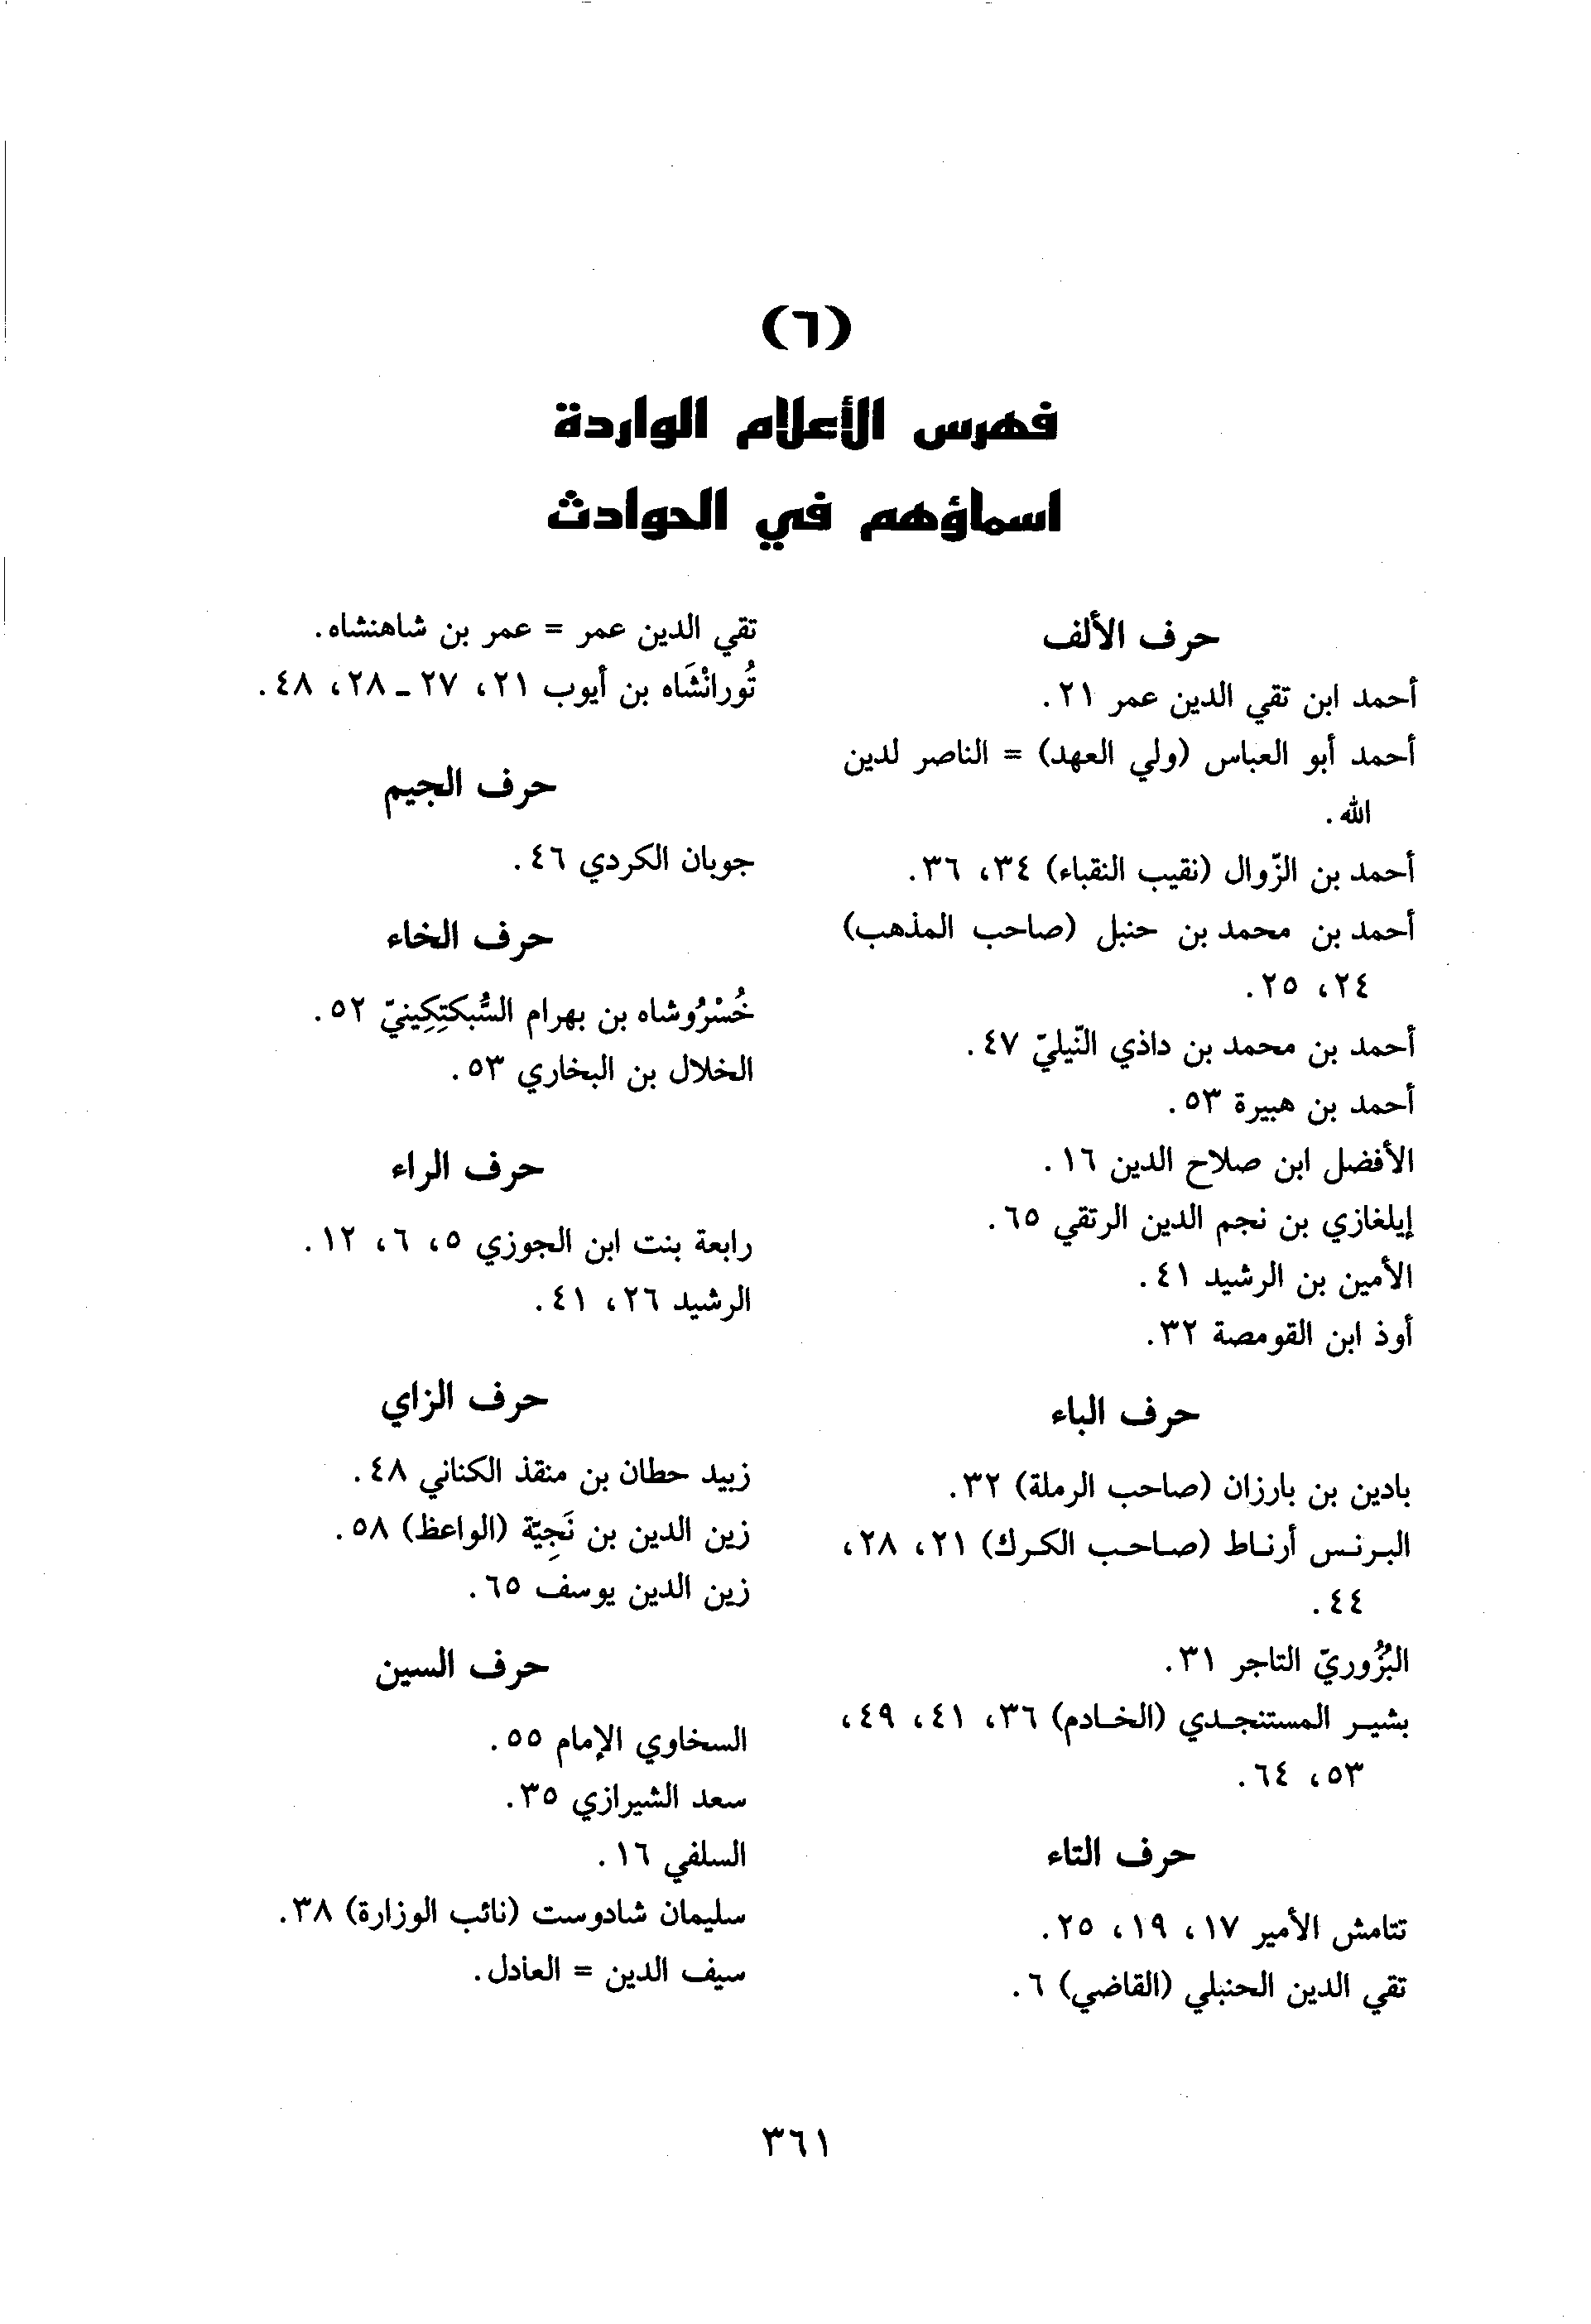 (٦)
فهرس الأعلام الواردة
اسماؤهم في الحوادث
حرف الألف
أحمد ابن تقي الدين عمر ٢١.
أحمد أبو العباس (ولي العهد) = الناصر لدين
الله.
أحمد بن الزّوال (نقيب النقباء) ٣٤، ٣٦.
أحمد بن محمد بن حنبل (صاحب المذهب)
٢٤، ٢٥.
أحمد بن محمد بن داذي النّيليّ ٤٧.
أحمد بن هبيرة ٥٣.
الأفضل ابن صلاح الدين ١٦.
إيلغازي بن نجم الدين الرتقي ٦٥.
الأمين بن الرشيد ٤١.
أوذ ابن القومصة ٣٢.
حرف الباء
بادين بن بارزان (صاحب الرملة) ٣٢.
البرنس أرناط (صاحب الكرك) ٢١، ٢٨،
٤٤.
البُزُوريّ التاجر ٣١.
بشير المستنجدي (الخادم) ٣٦، ٤١، ٤٩،
٥٣، ٦٤.
حرف التاء
تتامش الأمير ١٧، ١٩، ٢٥.
تقي الدين الحنبلي (القاضي) ٦.
تقي الدين عمر = عمر بن شاهنشاه.
تُورانْشَاه بن أيوب ٢١، ٢٧ - ٢٨، ٤٨.
حرف الجيم
جوبان الكردي ٤٦.
حرف الخاء
خُسْرُوشاه بن بهرام السُّبكتِكِينيّ ٥٢.
الخلال بن البخاري ٥٣.
حرف الراء
رابعة بنت ابن الجوزي ٥، ٦، ١٢.
الرشيد ٢٦، ٤١.
حرف الزاي
زبيد حطان بن منقذ الكناني ٤٨.
زين الدين بن نَجِيّة (الواعظ) ٥٨.
زين الدين يوسف ٦٥.
حرف السين
السخاوي الإمام ٥٥.
سعد الشيرازي ٣٥.
السلفي ١٦.
سليمان شادوست (نائب الوزارة) ٣٨.
سيف الدين = العادل.
٣٦١